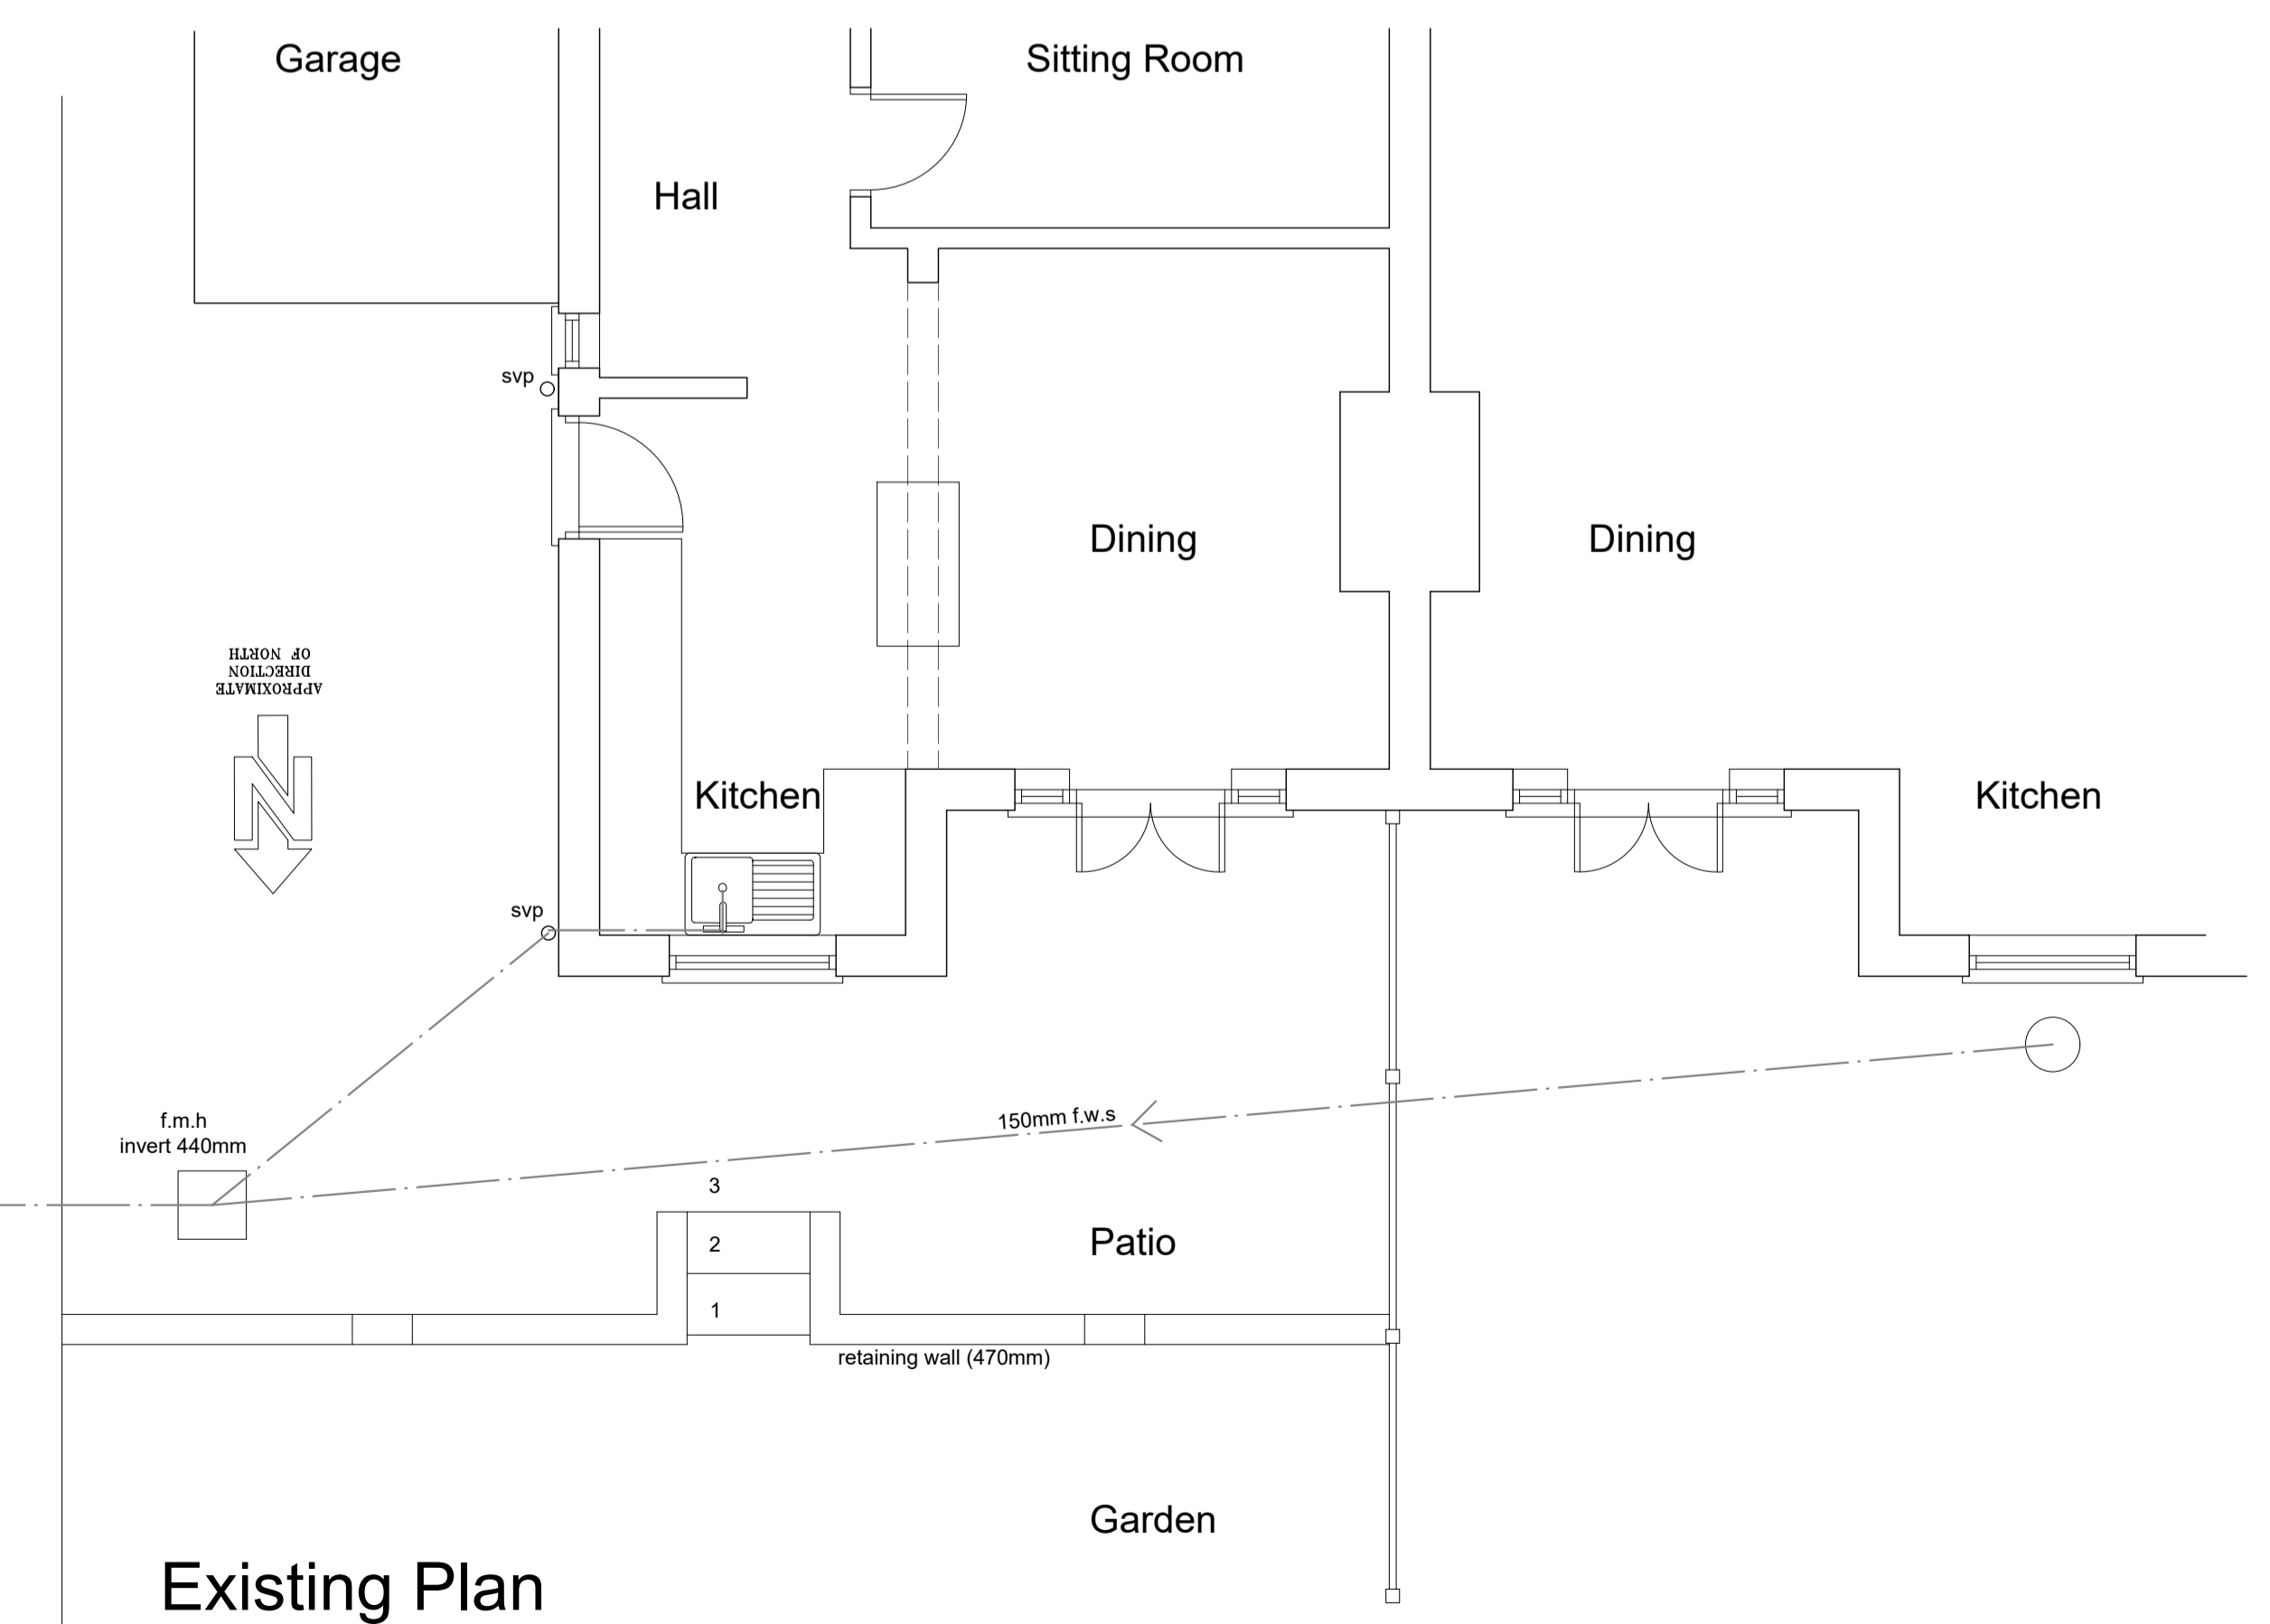 Garage
Sitting Room
Hall
svp
Dining
Dining
APPROXIMATE
DIRECTION
OF NORTH
N
Kitchen
Kitchen
svp
f.m.h
invert 440mm
150mm f.w.s
3
2
1
Patio
retaining wall (470mm)
Garden
Existing Plan